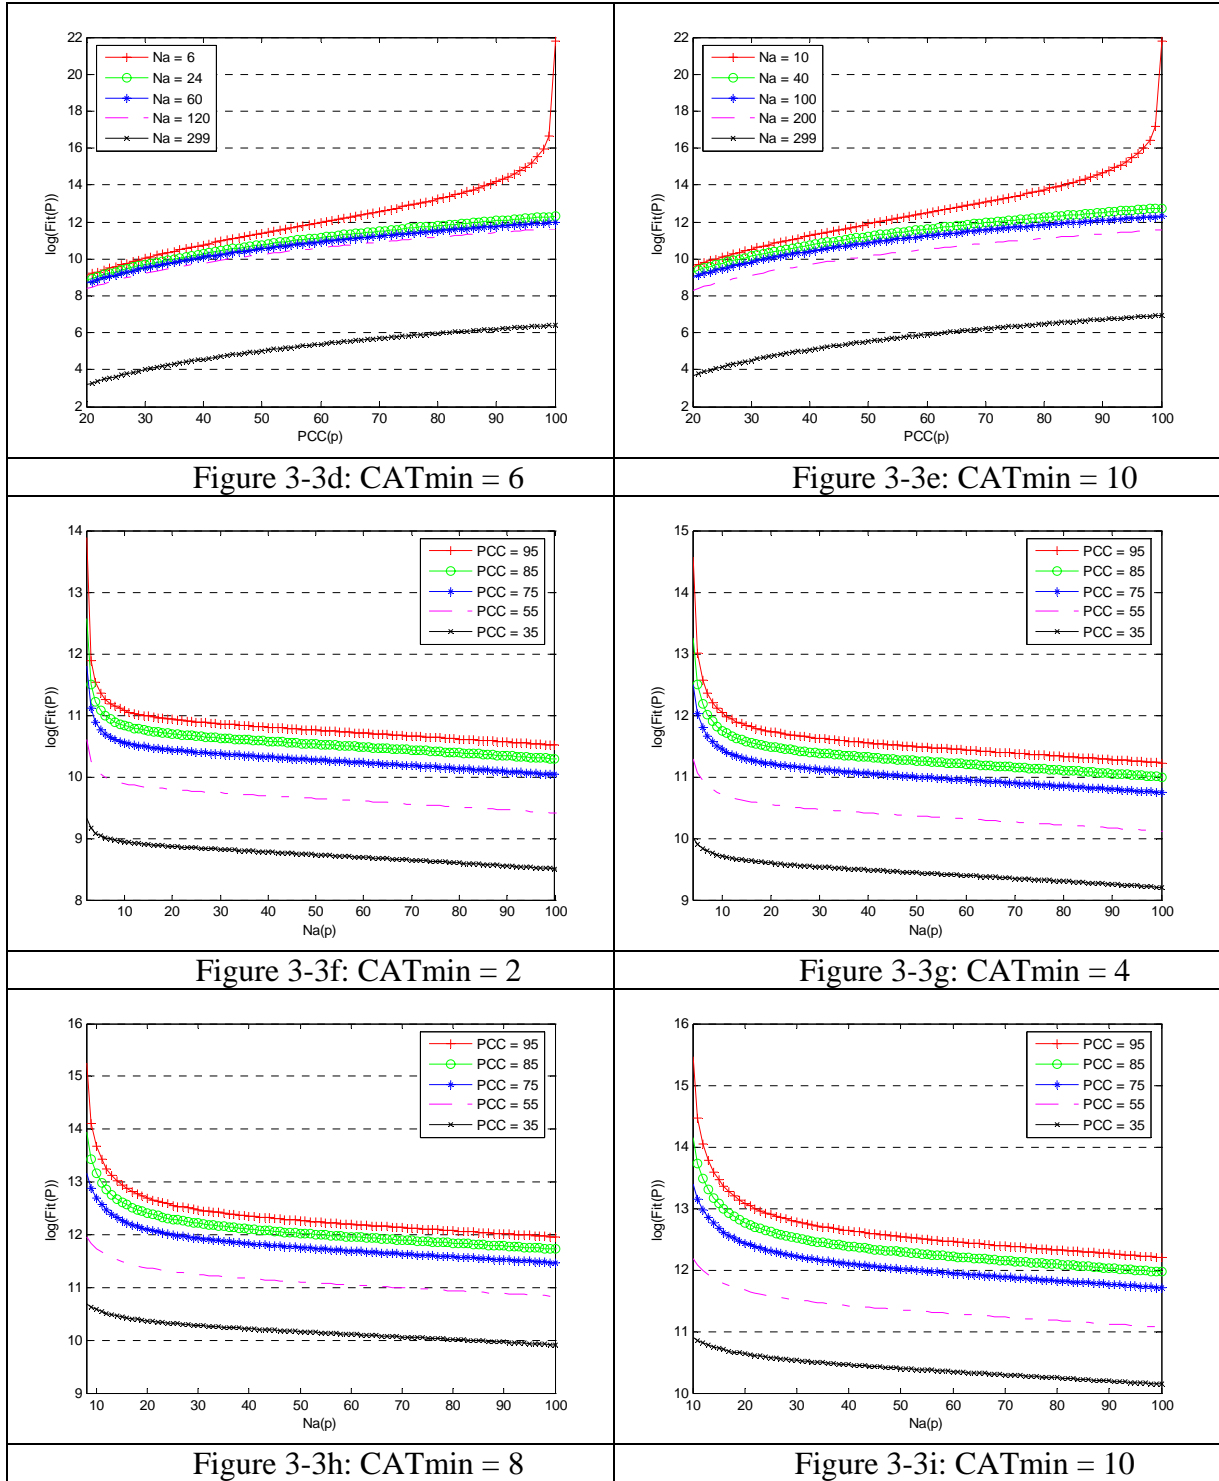 22
20
18
16
14
12
10
8
6
4
2
log(Fit(P))
Na = 6
Na = 24
Na = 60
Na = 120
Na = 299
20 30 40 50 60 70 80 90 100
PCC(p)
Figure 3-3d: CATmin = 6
22
20
18
16
14
12
10
8
6
4
2
log(Fit(P))
Na = 10
Na = 40
Na = 100
Na = 200
Na = 299
20 30 40 50 60 70 80 90 100
PCC(p)
Figure 3-3e: CATmin = 10
14
13
12
11
10
9
8
log(Fit(P))
PCC = 95
PCC = 85
PCC = 75
PCC = 55
PCC = 35
10 20 30 40 50 60 70 80 90 100
Na(p)
Figure 3-3f: CATmin = 2
15
14
13
12
11
10
9
log(Fit(P))
PCC = 95
PCC = 85
PCC = 75
PCC = 55
PCC = 35
10 20 30 40 50 60 70 80 90 100
Na(p)
Figure 3-3g: CATmin = 4
16
15
14
13
12
11
10
9
log(Fit(P))
PCC = 95
PCC = 85
PCC = 75
PCC = 55
PCC = 35
10 20 30 40 50 60 70 80 90 100
Na(p)
Figure 3-3h: CATmin = 8
16
15
14
13
12
11
10
log(Fit(P))
PCC = 95
PCC = 85
PCC = 75
PCC = 55
PCC = 35
10 20 30 40 50 60 70 80 90 100
Na(p)
Figure 3-3i: CATmin = 10